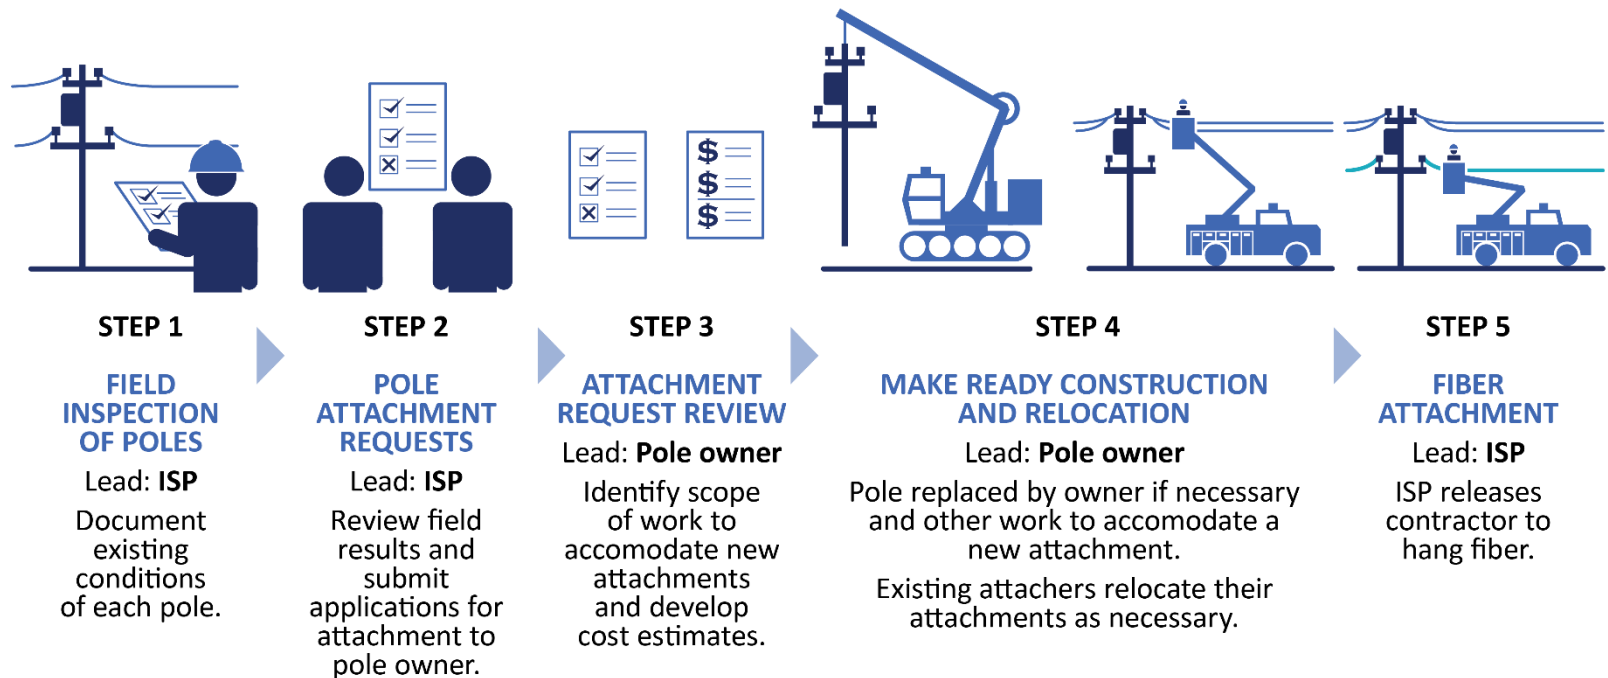 STEP 1
FIELD
INSPECTION
OF POLES
Lead: ISP
Document
existing
conditions
of each pole.
STEP 2
POLE
ATTACHMENT
REQUESTS
Lead: ISP
Review field
results and
submit
applications for
attachment to
pole owner.
$
$
$
STEP 3
ATTACHMENT
REQUEST REVIEW
Lead: Pole owner
Identify scope
of work to
accomodate new
attachments
and develop
cost estimates.
STEP 4
MAKE READY CONSTRUCTION
AND RELOCATION
Lead: Pole owner
Pole replaced by owner if necessary
and other work to accomodate a
new attachment.
Existing attachers relocate their
attachments as necessary.
STEP 5
FIBER
ATTACHMENT
Lead: ISP
ISP releases
contractor to
hang fiber.